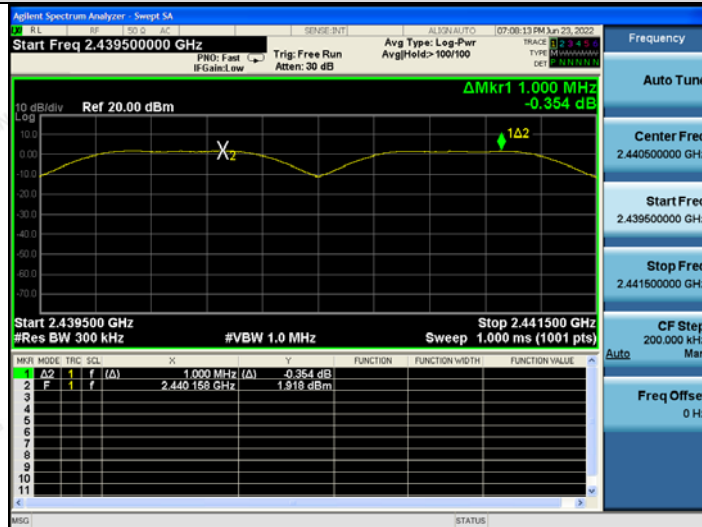 Agilent Spectrum Analyzer - Swept SA
RL RF 50 Ω AC SENSE:INT ALIGNAUTO 07:08:13 PM Jun 23, 2022
Start Freq 2.439500000 GHz
PNO: Fast
IFGain:Low
Trig: Free Run
Atten: 30 dB
Avg Type: Log-Pwr
Avg|Hold:>100/100
TRACE 1 2 3 4 5 6
TYPE M
DET P N N N N N
ΔMkr1 1.000 MHz
-0.354 dB
10 dB/div Ref 20.00 dBm
Log
10.0
0.00
-10.0
-20.0
-30.0
-40.0
-50.0
-60.0
-70.0
X2
1Δ2
Start 2.439500 GHz Stop 2.441500 GHz
#Res BW 300 kHz #VBW 1.0 MHz Sweep 1.000 ms (1001 pts)
MKR MODE TRC SCL X Y FUNCTION FUNCTION WIDTH FUNCTION VALUE
1 Δ2 1 f (Δ) 1.000 MHz (Δ) -0.354 dB
2 F 1 f 2.440 158 GHz 1.918 dBm
3
4
5
6
7
8
9
10
11
MSG STATUS
Frequency
Auto Tune
Center Freq
2.440500000 GHz
Start Freq
2.439500000 GHz
Stop Freq
2.441500000 GHz
CF Step
200.000 kHz
Auto Man
Freq Offset
0 Hz